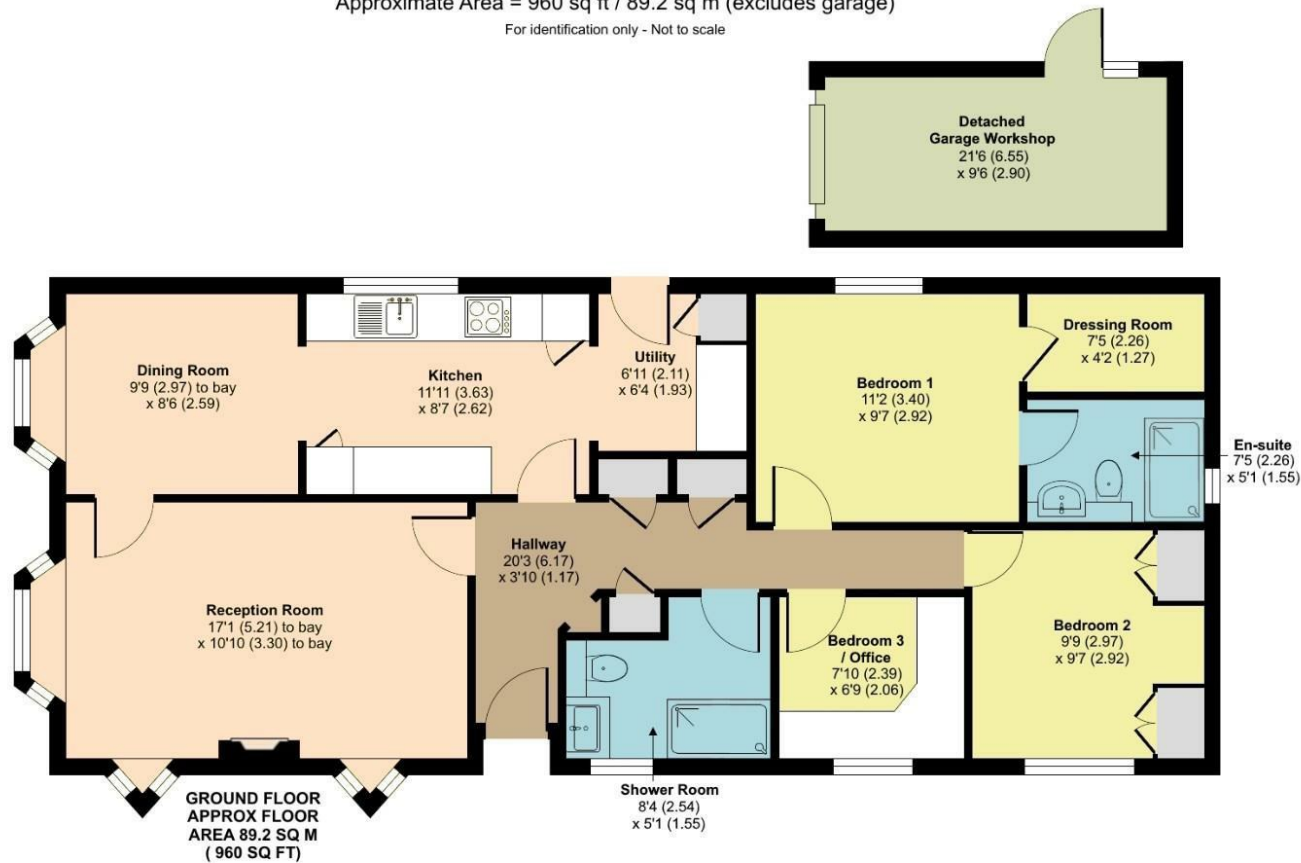 Approximate Area = 960 sq ft / 89.2 sq m (excludes garage)
For identification only - Not to scale
Detached
Garage Workshop
21'6 (6.55)
x 9'6 (2.90)
Dining Room
9'9 (2.97) to bay
x 8'6 (2.59)
Kitchen
11'11 (3.63)
x 8'7 (2.62)
Utility
6'11 (2.11)
x 6'4 (1.93)
Bedroom 1
11'2 (3.40)
x 9'7 (2.92)
Dressing Room
7'5 (2.26)
x 4'2 (1.27)
En-suite
7'5 (2.26)
x 5'1 (1.55)
Reception Room
17'1 (5.21) to bay
x 10'10 (3.30) to bay
Hallway
20'3 (6.17)
x 3'10 (1.17)
Bedroom 3
/ Office
7'10 (2.39)
x 6'9 (2.06)
Bedroom 2
9'9 (2.97)
x 9'7 (2.92)
Shower Room
8'4 (2.54)
x 5'1 (1.55)
GROUND FLOOR
APPROX FLOOR
AREA 89.2 SQ M
( 960 SQ FT)